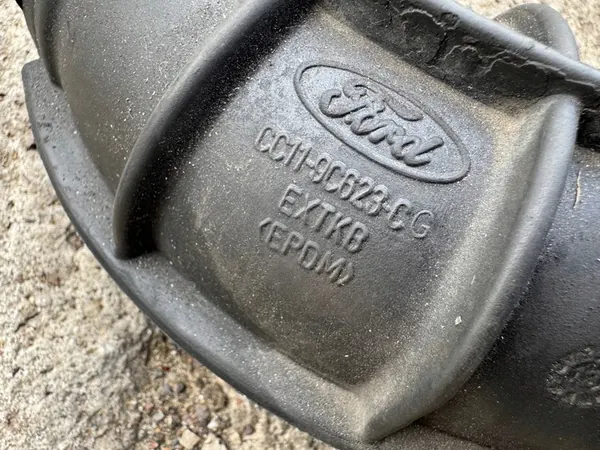 Ford
CC11-9C623-CG
EXTKB
<EPDM>